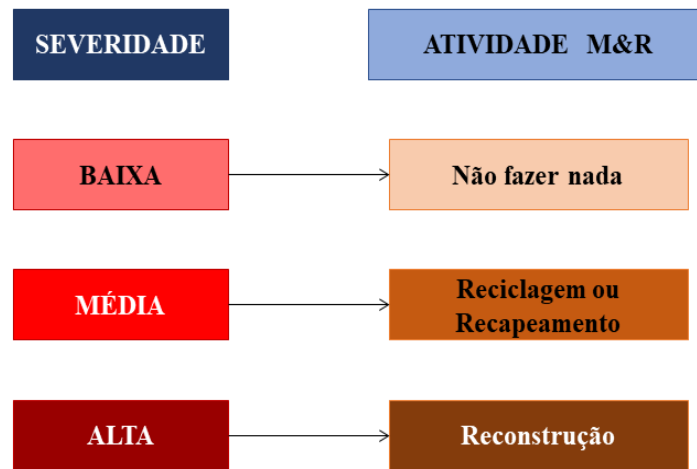 SEVERIDADE
ATIVIDADE M&R
BAIXA
Não fazer nada
MÉDIA
Reciclagem ou
Recapeamento
ALTA
Reconstrução